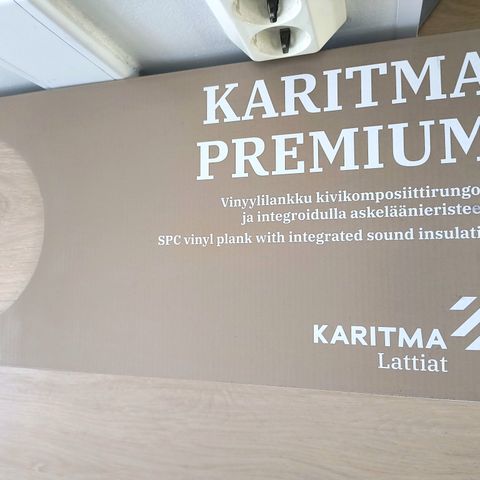 KARITMA
PREMIUM
Vinyylilankku kivikomposiittirungo
ja integroidulla askeläänieristee
SPC vinyl plank with integrated sound insulati
KARITMA
Lattiat